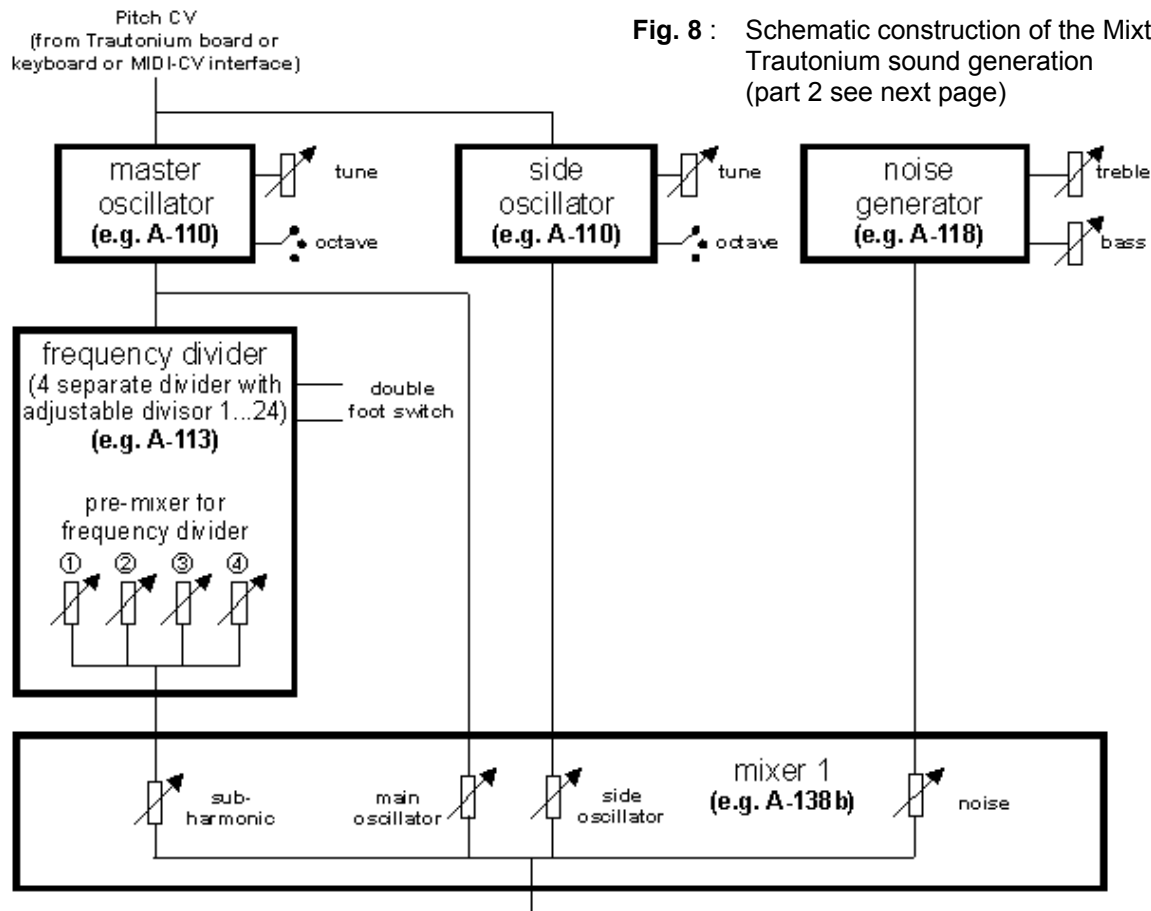 Pitch CV
(from Trautonium board or
keyboard or MIDI-CV interface)
Fig. 8 : Schematic construction of the Mixt
Trautonium sound generation
(part 2 see next page)
master
oscillator
(e.g. A-110)
tune
octave
side
oscillator
(e.g. A-110)
tune
octave
noise
generator
(e.g. A-118)
treble
bass
frequency divider
(4 separate divider with
adjustable divisor 1...24)
(e.g. A-113)
double
foot switch
pre-mixer for
frequency divider
① ② ③ ④
sub-
harmonic
main
oscillator
side
oscillator
mixer 1
(e.g. A-138b)
noise